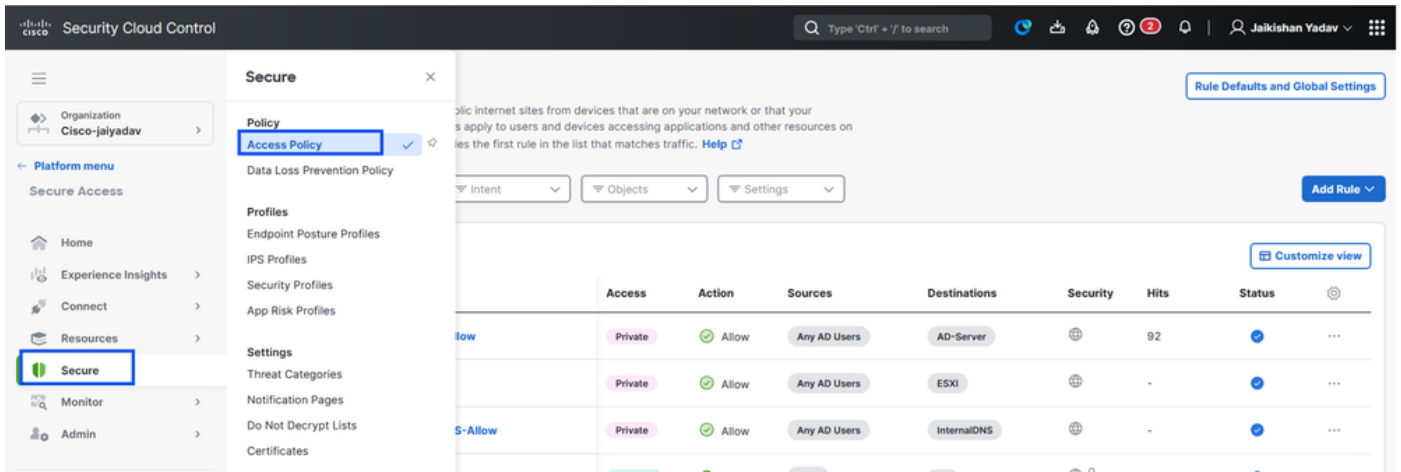 CISCO Security Cloud Control
Type 'Ctrl' + '/' to search
2
Jaikishan Yadav
Organization
Cisco-jaiyadav
← Platform menu
Secure Access
Home
Experience Insights
Connect
Resources
Secure
Monitor
Admin
Secure
Policy
Access Policy
Data Loss Prevention Policy
Profiles
Endpoint Posture Profiles
IPS Profiles
Security Profiles
App Risk Profiles
Settings
Threat Categories
Notification Pages
Do Not Decrypt Lists
Certificates
Rule Defaults and Global Settings
internet sites from devices that are on your network or that your
apply to users and devices accessing applications and other resources on
the first rule in the list that matches traffic. Help
Intent Objects Settings
Add Rule
Customize view
Access Action Sources Destinations Security Hits Status
Private Allow Any AD Users AD-Server 92 ...
Private Allow Any AD Users ESXI - ...
S-Allow Private Allow Any AD Users InternalDNS - ...